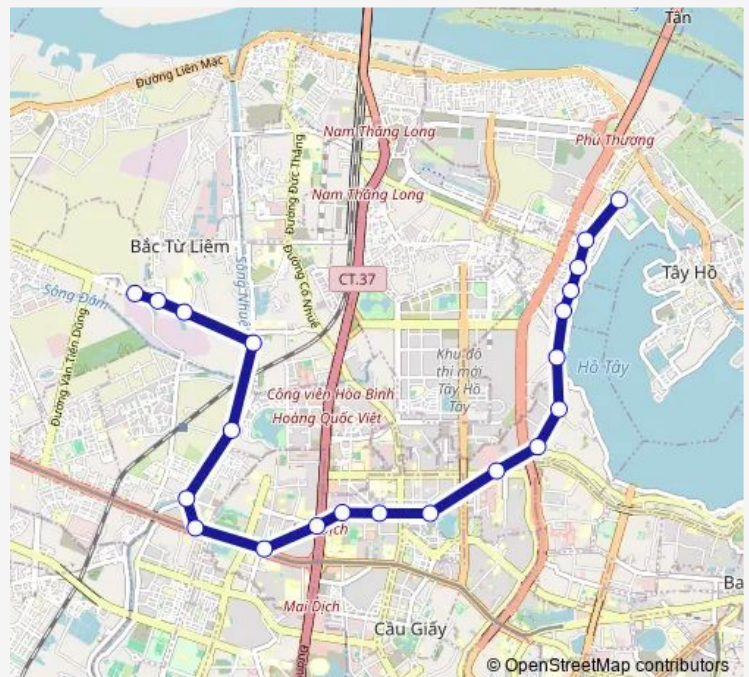 Tân
Đường Liên Mạc
Nam Thăng Long
Phú Thượng
Đường Đức Thắng
Nam Thăng Long
Bắc Từ Liêm
Sông Nhuệ
Đường Cổ Nhuế
Tây Hồ
CT.37
Sông Đăm
Đường Văn Tiến Dũng
Khu đô
thị mới
Tây Hồ
Tây
Hồ Tây
Công viên Hòa Bình
Hoàng Quốc Việt
Mai Dịch
Ba
Cầu Giấy
© OpenStreetMap contributors